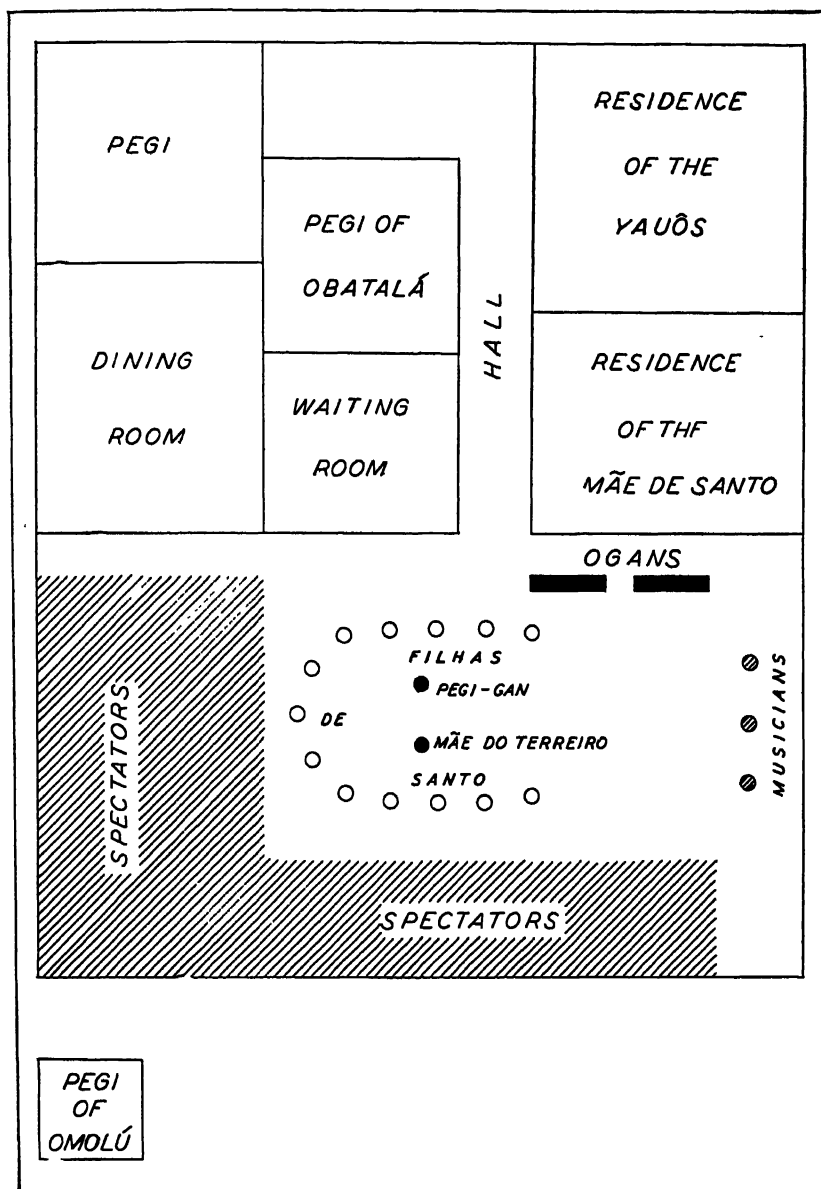 PEGI
PEGI OF
OBATALÁ
HALL
RESIDENCE
OF THE
YAUÔS
DINING
ROOM
WAITING
ROOM
RESIDENCE
OF THF
MÃE DE SANTO
OGANS
SPECTATORS
FILHAS
PEGI-GAN
DE
MÃE DO TERREIRO
SANTO
MUSICIANS
SPECTATORS
PEGI
OF
OMOLÚ